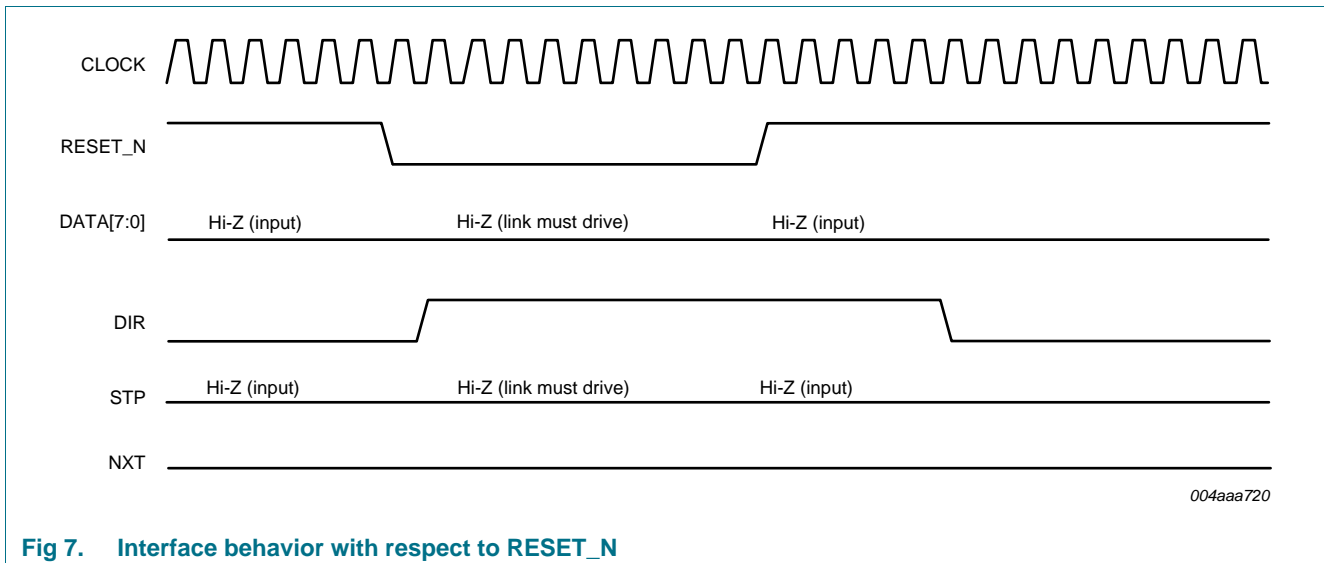 CLOCK
RESET_N
DATA[7:0] Hi-Z (input) Hi-Z (link must drive) Hi-Z (input)
DIR
STP Hi-Z (input) Hi-Z (link must drive) Hi-Z (input)
NXT
004aaa720
Fig 7. Interface behavior with respect to RESET_N